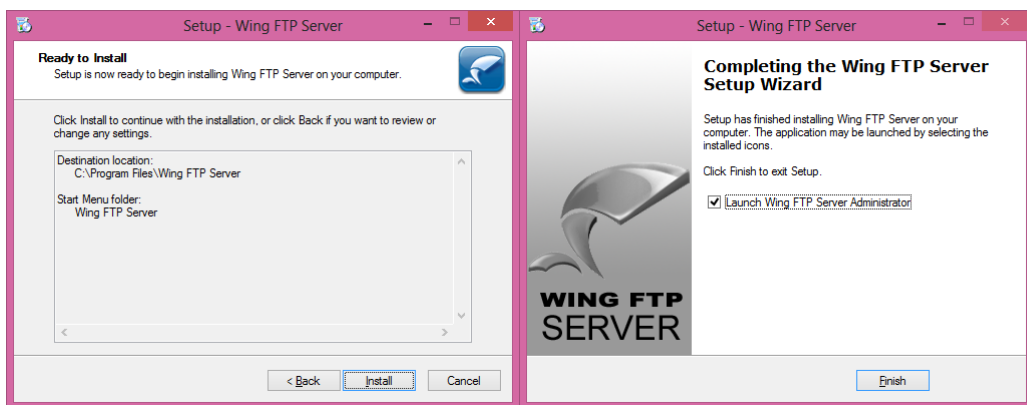 Setup - Wing FTP Server
Ready to Install
Setup is now ready to begin installing Wing FTP Server on your computer.
Click Install to continue with the installation, or click Back if you want to review or
change any settings.
Destination location:
C:\Program Files\Wing FTP Server
Start Menu folder:
Wing FTP Server
< Back
Install
Cancel
Setup - Wing FTP Server
Completing the Wing FTP Server
Setup Wizard
Setup has finished installing Wing FTP Server on your
computer. The application may be launched by selecting the
installed icons.
Click Finish to exit Setup.
Launch Wing FTP Server Administrator
WING FTP
SERVER
Finish